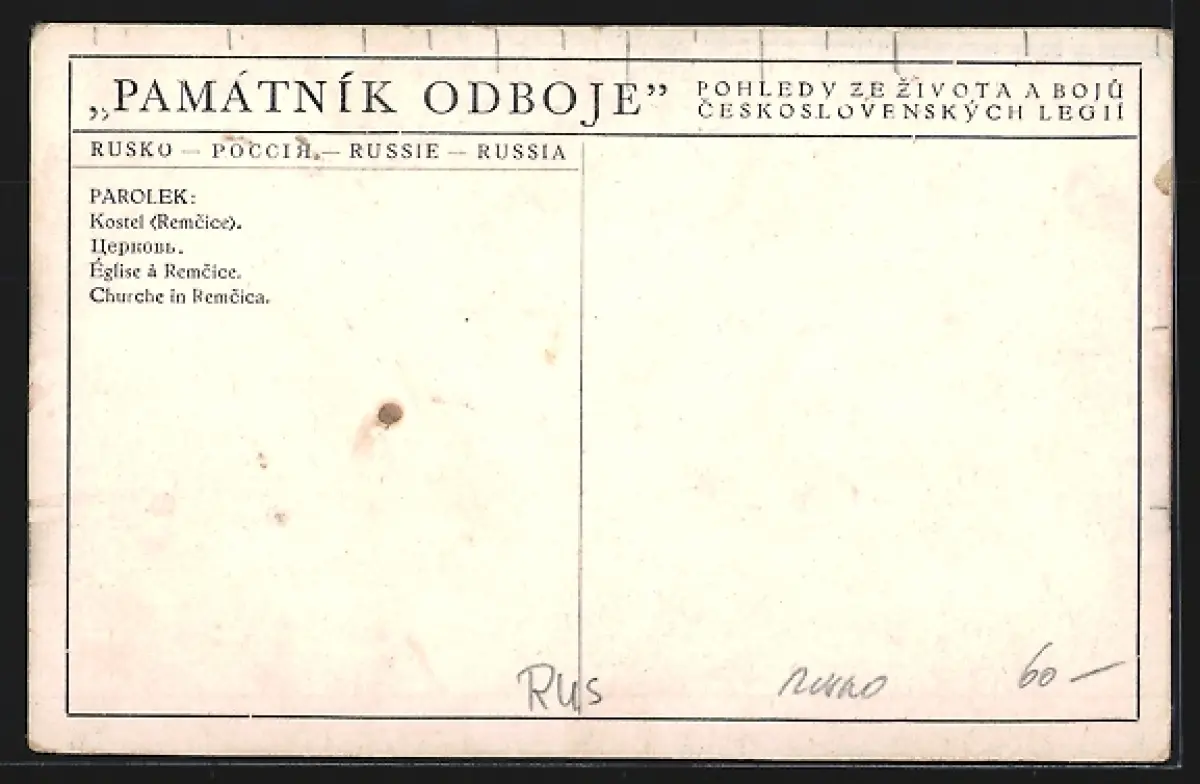 „PAMÁTNÍK ODBOJE”
POHLEDY ZE ŽIVOTA A BOJŮ
ČESKOSLOVENSKÝCH LEGIÍ
RUSKO — РОССІЯ — RUSSIE — RUSSIA
PAROLEK:
Kostel (Remčice).
Церковь.
Église à Remčice.
Churche in Remčica.
RUS
Rusko
60—